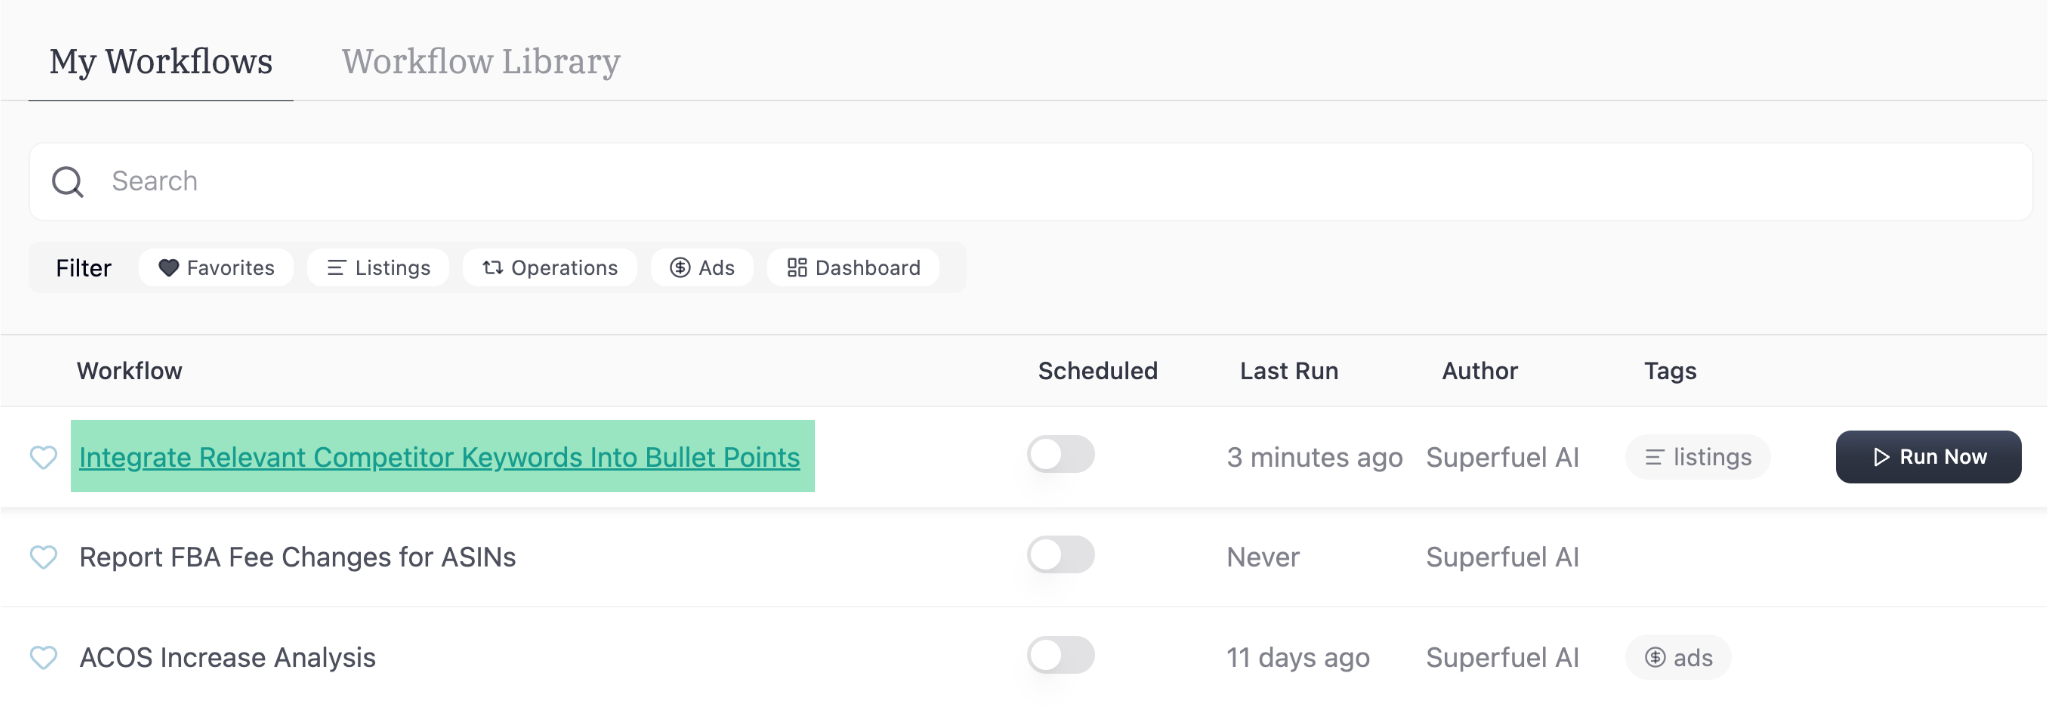 My Workflows Workflow Library
Search
Filter Favorites Listings Operations Ads Dashboard
Workflow Scheduled Last Run Author Tags
Integrate Relevant Competitor Keywords Into Bullet Points 3 minutes ago Superfuel AI listings Run Now
Report FBA Fee Changes for ASINs Never Superfuel AI
ACOS Increase Analysis 11 days ago Superfuel AI ads